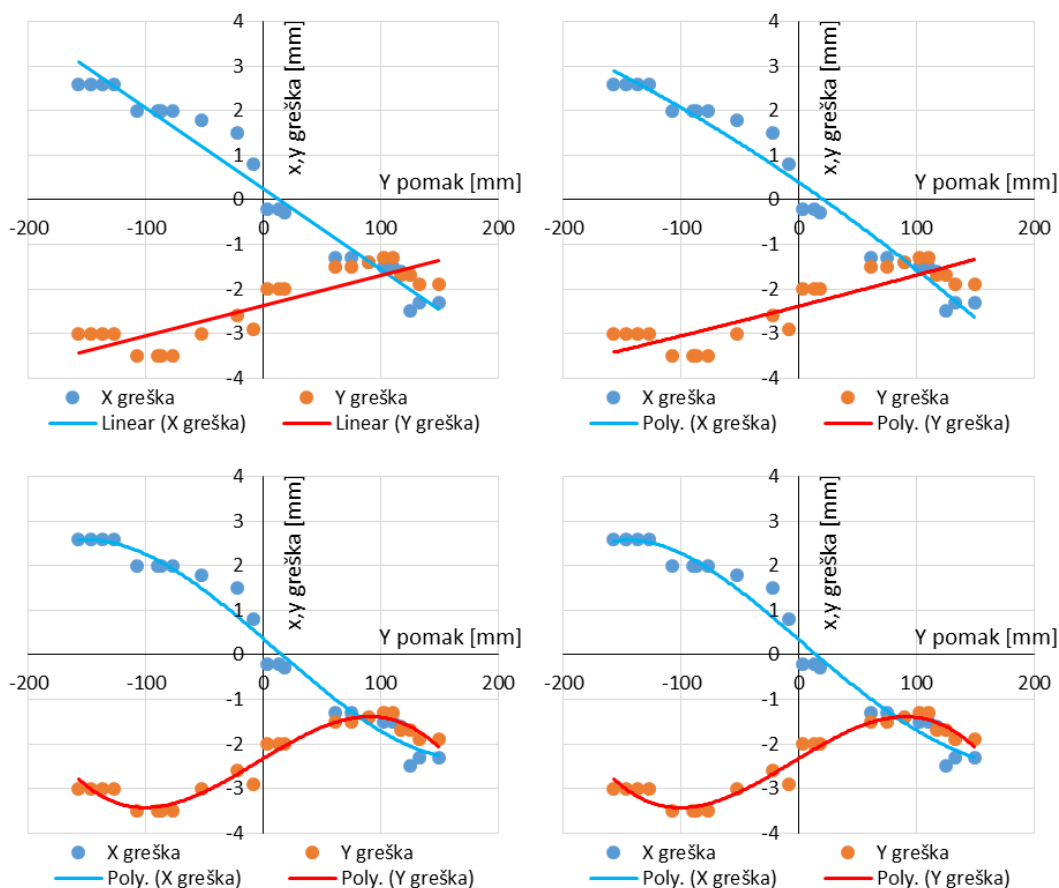 4
3
2
1
0
-1
-2
-3
-4
-200
-100
0
100
200
x,y greška [mm]
Y pomak [mm]
X greška
Y greška
Linear (X greška)
Linear (Y greška)
4
3
2
1
0
-1
-2
-3
-4
-200
-100
0
100
200
x,y greška [mm]
Y pomak [mm]
X greška
Y greška
Poly. (X greška)
Poly. (Y greška)
4
3
2
1
0
-1
-2
-3
-4
-200
-100
0
100
200
x,y greška [mm]
Y pomak [mm]
X greška
Y greška
Poly. (X greška)
Poly. (Y greška)
4
3
2
1
0
-1
-2
-3
-4
-200
-100
0
100
200
x,y greška [mm]
Y pomak [mm]
X greška
Y greška
Poly. (X greška)
Poly. (Y greška)